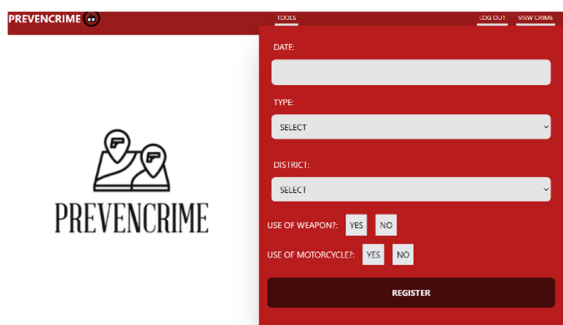 PREVENCRIME
TOOLS
LOG OUT
VIEW CRIME
PREVENCRIME
DATE:
TYPE:
SELECT
DISTRICT:
SELECT
USE OF WEAPON?: YES NO
USE OF MOTORCYCLE?: YES NO
REGISTER